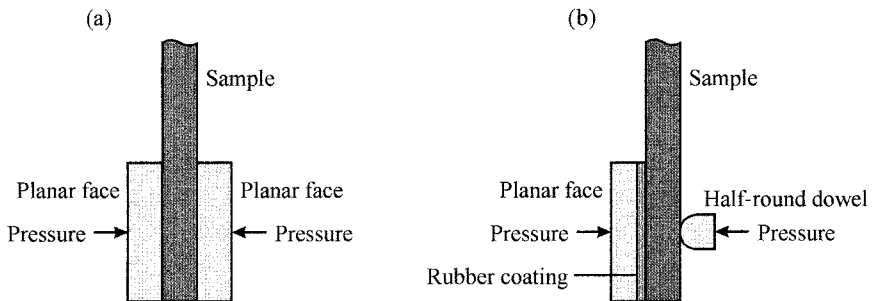 (a)
Sample
Planar face
Planar face
Pressure
Pressure
(b)
Sample
Planar face
Half-round dowel
Pressure
Pressure
Rubber coating